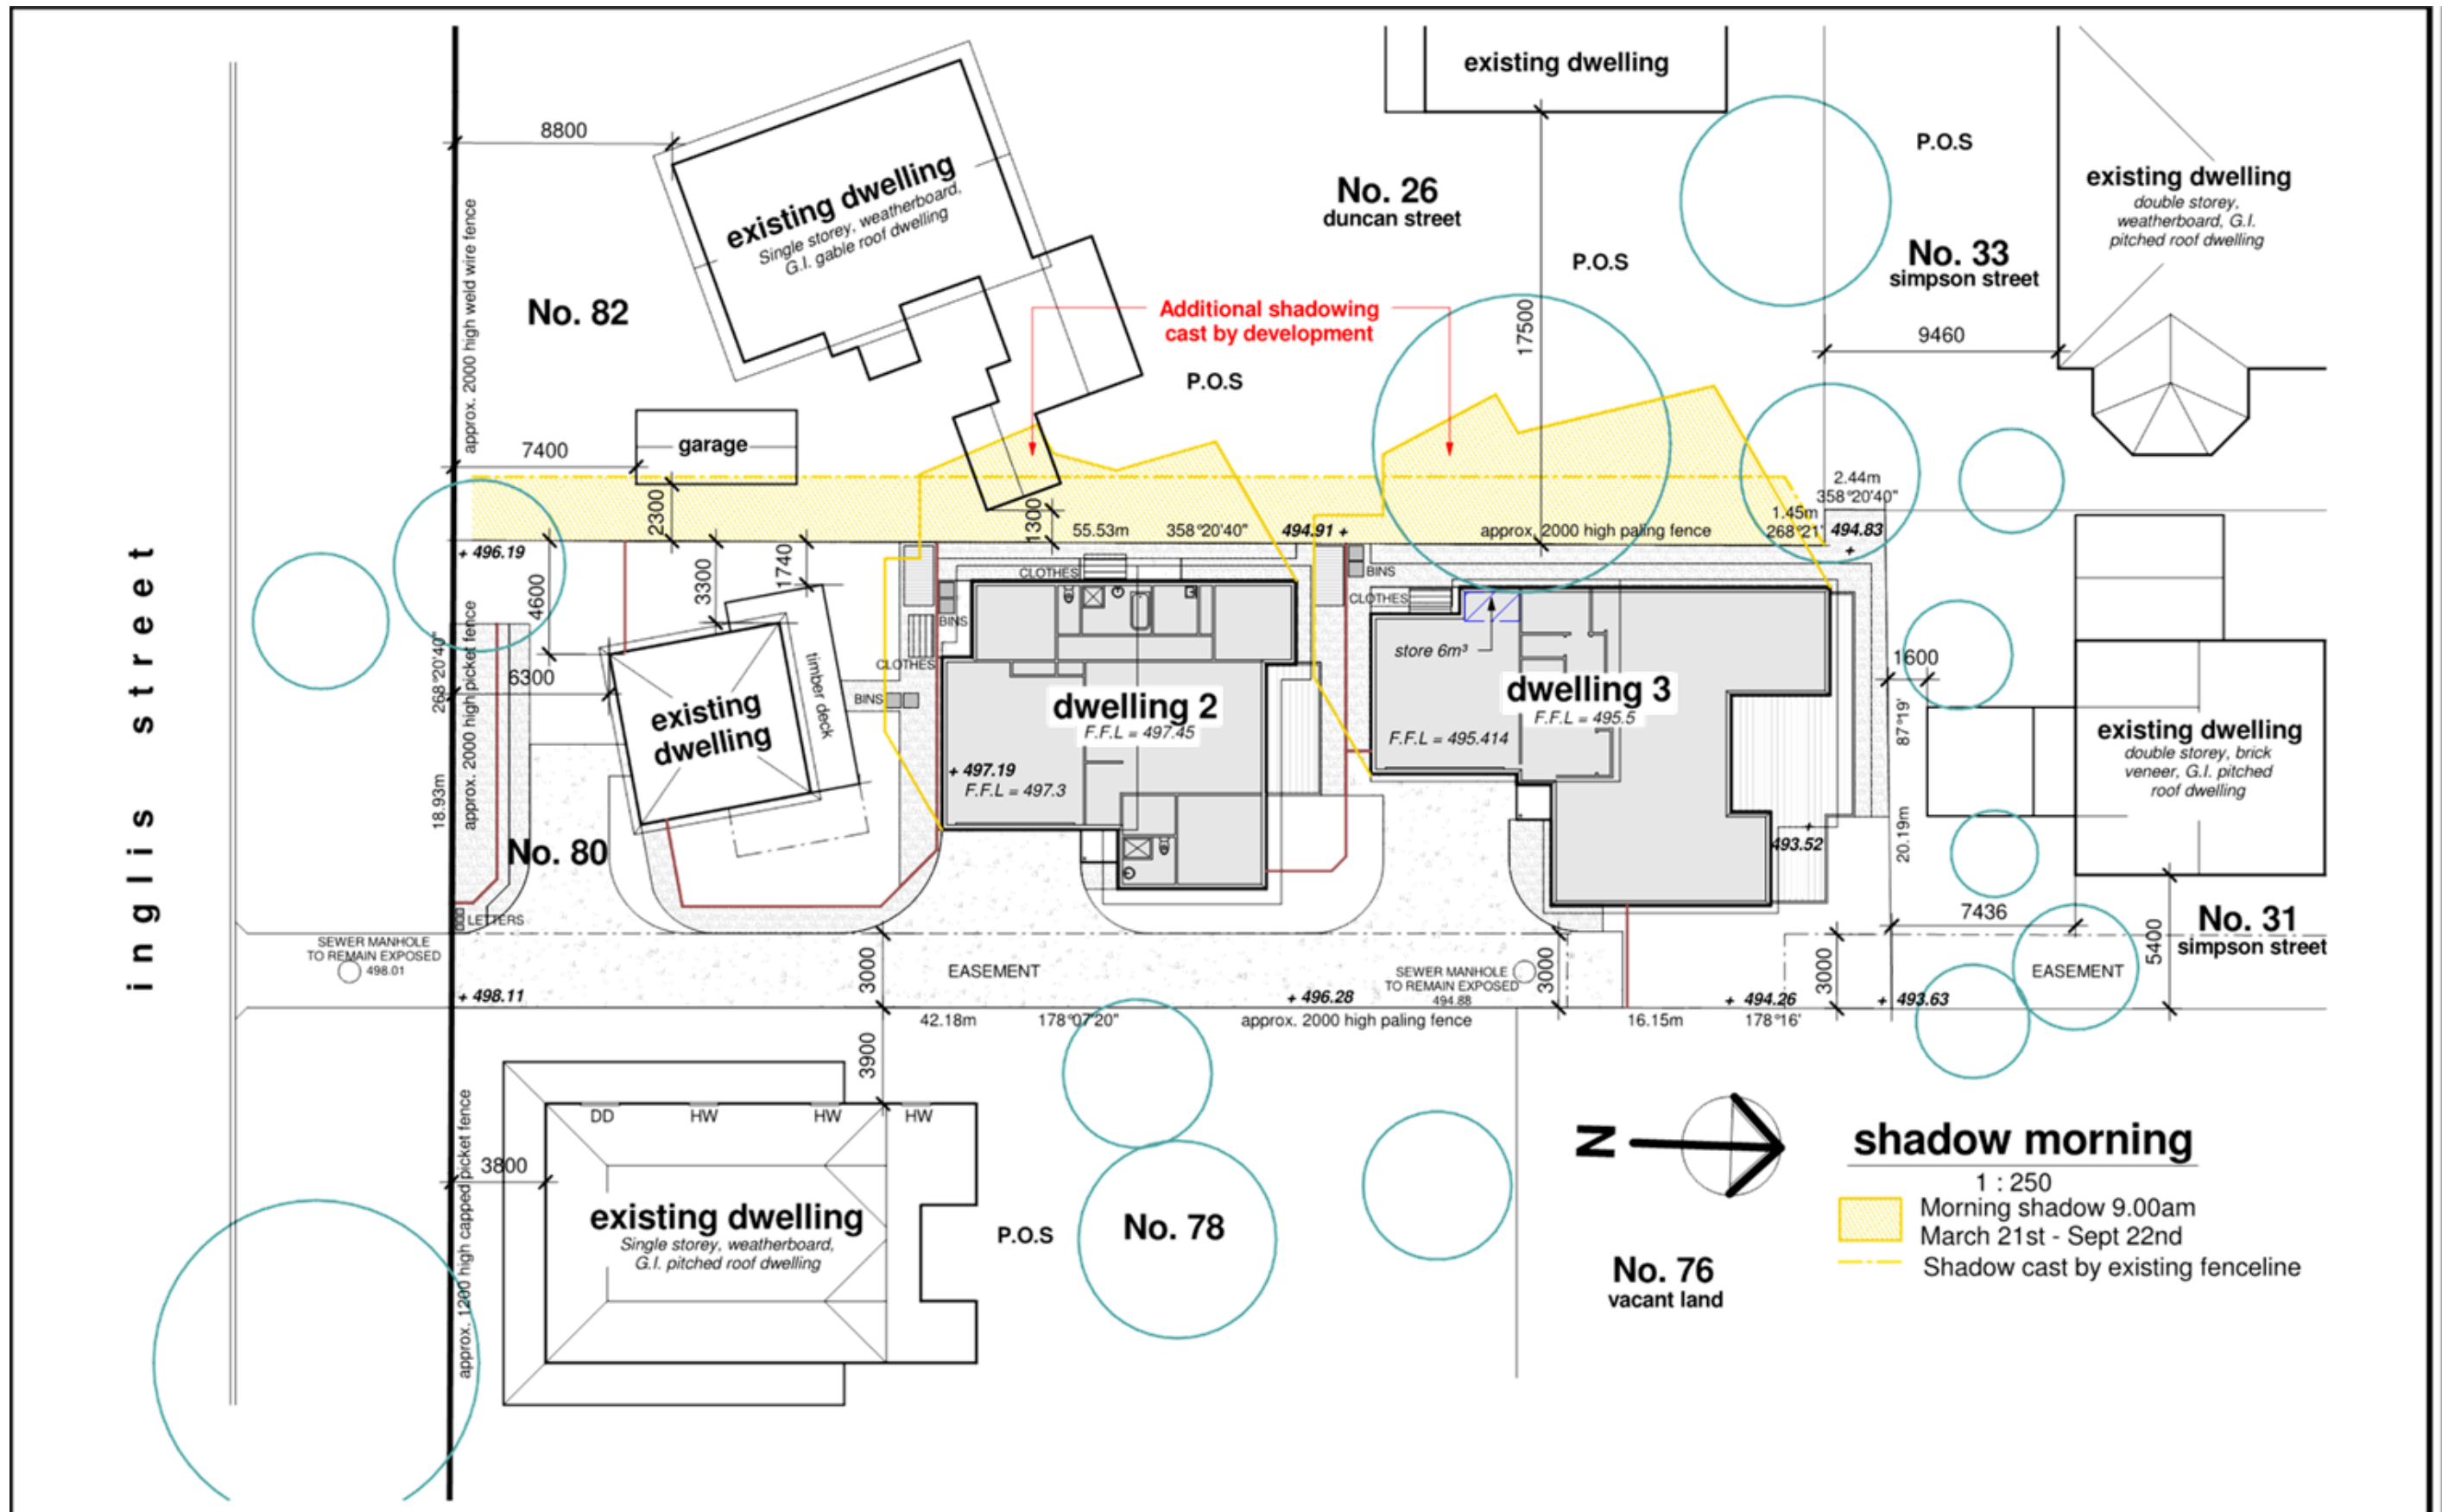 existing dwelling
8800
P.O.S
existing dwelling
Single storey, weatherboard,
G.I. gable roof dwelling
No. 26
duncan street
existing dwelling
double storey,
weatherboard, G.I.
pitched roof dwelling
approx. 2000 high weld wire fence
P.O.S
No. 33
simpson street
No. 82
Additional shadowing
cast by development
17500
9460
P.O.S
garage
7400
2.44m
358°20'40"
2300
1300
55.53m
358°20'40"
494.91 +
approx. 2000 high paling fence
1.45m
268°21'
494.83
+
+ 496.19
inglis street
4600
3300
1740
CLOTHES
BINS
BINS
CLOTHES
268°20'40"
approx. 2000 high picket fence
6300
timber deck
CLOTHES
BINS
store 6m³
1600
existing
dwelling
dwelling 2
F.F.L = 497.45
dwelling 3
F.F.L = 495.5
F.F.L = 495.414
87°19'
existing dwelling
double storey, brick
veneer, G.I. pitched
roof dwelling
+ 497.19
F.F.L = 497.3
18.93m
20.19m
+
493.52
No. 80
LETTERS
7436
5400
No. 31
simpson street
SEWER MANHOLE
TO REMAIN EXPOSED
498.01
3000
EASEMENT
SEWER MANHOLE
TO REMAIN EXPOSED
494.88
3000
3000
EASEMENT
+ 498.11
+ 496.28
+ 494.26
+ 493.63
42.18m
178°07'20"
approx. 2000 high paling fence
16.15m
178°16'
3900
approx. 1200 high capped picket fence
DD
HW
HW
HW
3800
existing dwelling
Single storey, weatherboard,
G.I. pitched roof dwelling
P.O.S
No. 78
N
shadow morning
1 : 250
Morning shadow 9.00am
March 21st - Sept 22nd
Shadow cast by existing fenceline
No. 76
vacant land